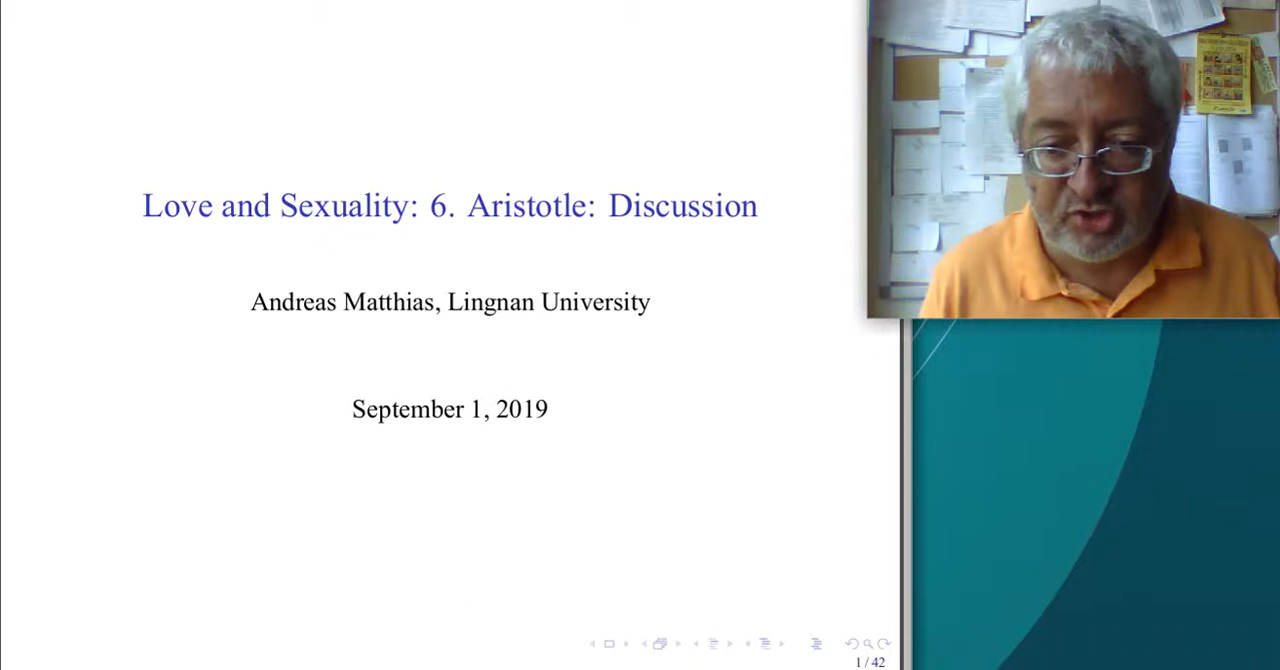 Love and Sexuality: 6. Aristotle: Discussion
Andreas Matthias, Lingnan University
September 1, 2019
1 / 42